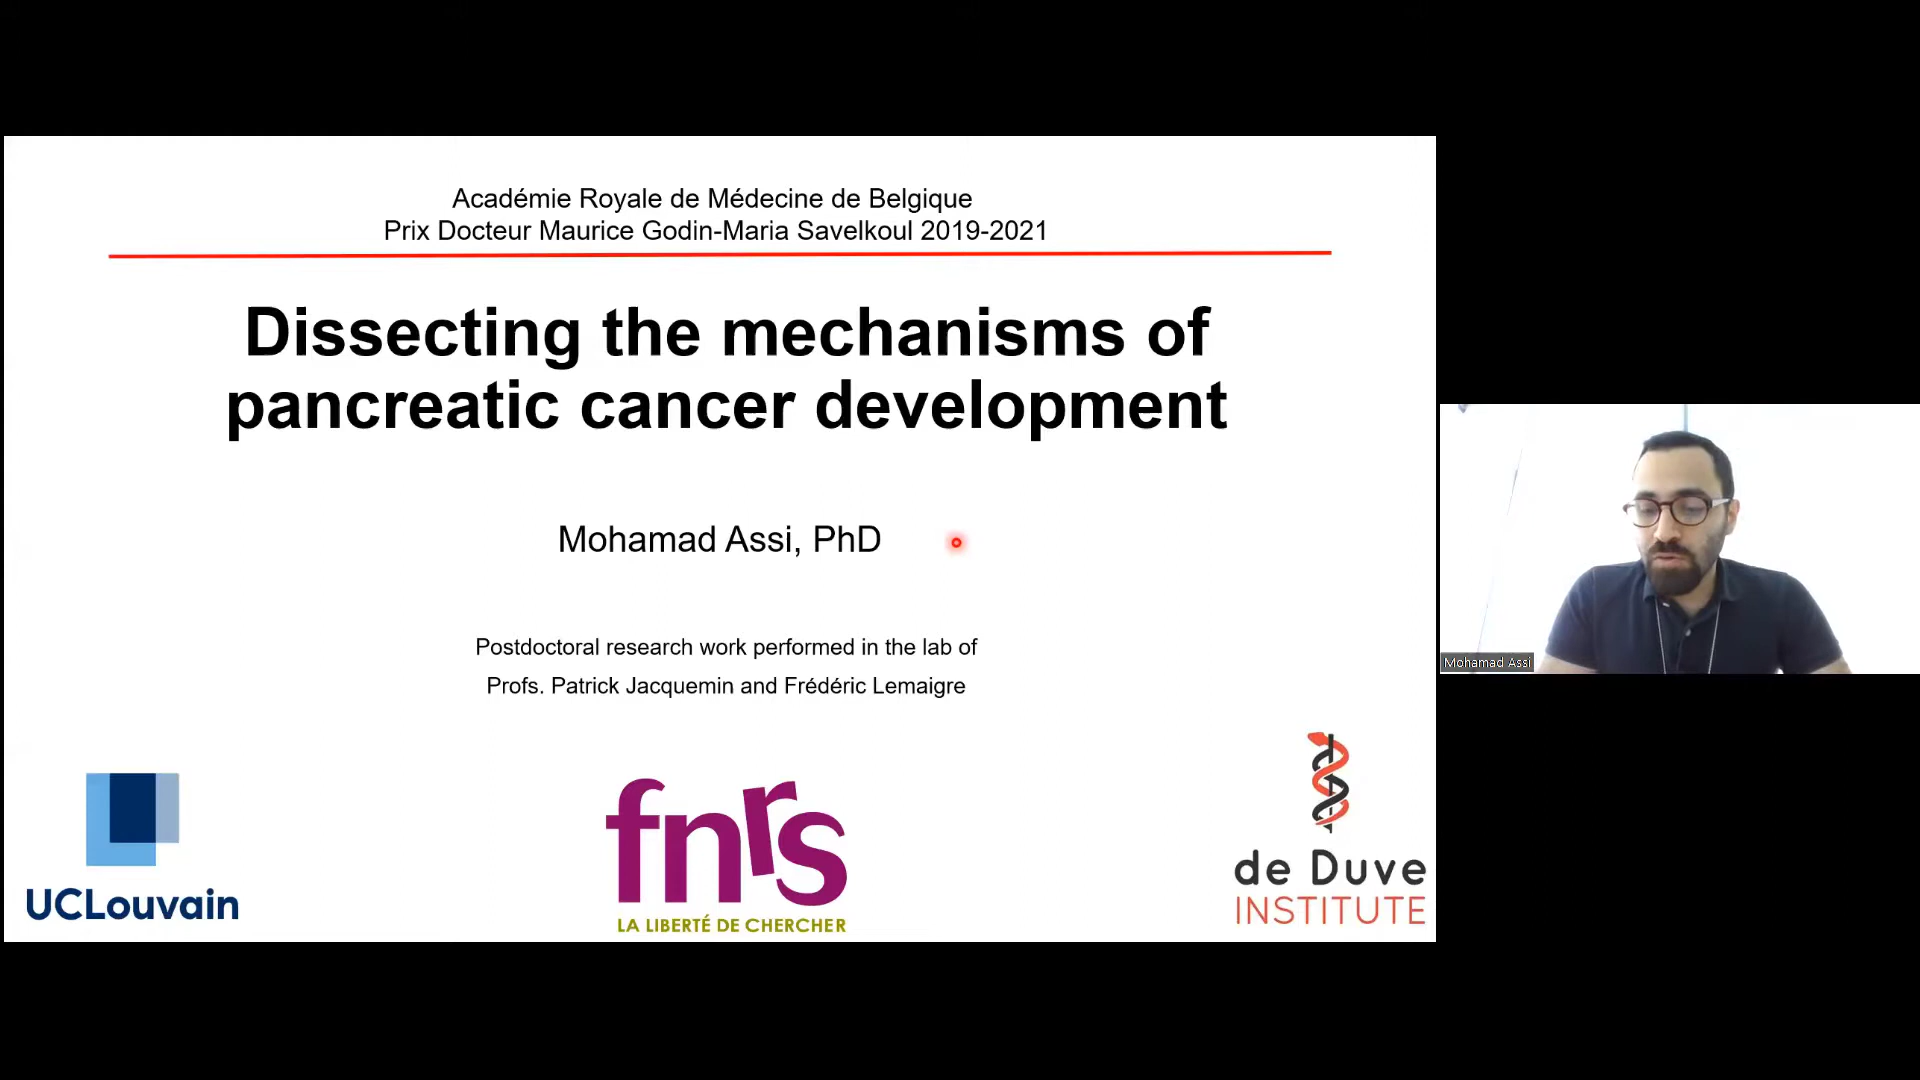 Académie Royale de Médecine de Belgique
Prix Docteur Maurice Godin-Maria Savelkoul 2019-2021
Dissecting the mechanisms of
pancreatic cancer development
Mohamad Assi, PhD
Postdoctoral research work performed in the lab of
Profs. Patrick Jacquemin and Frédéric Lemaigre
UCLouvain
fnrs
LA LIBERTÉ DE CHERCHER
de Duve
INSTITUTE
Mohamad Assi